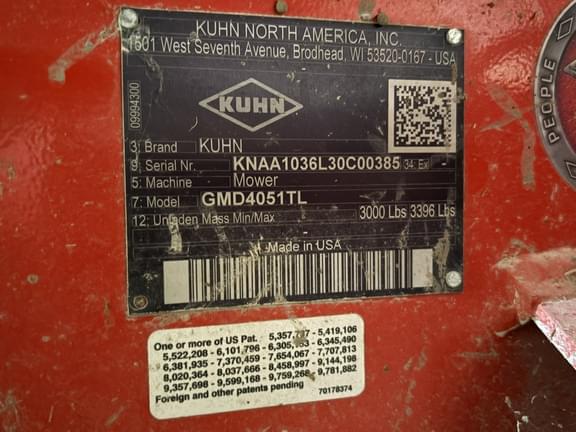 KUHN NORTH AMERICA, INC.
1501 West Seventh Avenue, Brodhead, WI 53520-0167 - USA
09994300
KUHN
3: Brand KUHN
9: Serial Nr. KNAA1036L30C00385 34: Ex
5: Machine Mower
7: Model GMD4051TL
12: Unladen Mass Min/Max 3000 Lbs 3396 Lbs
Made in USA
PEOPLE
One or more of US Pat. 5,357,737 - 5,419,106
5,522,208 - 6,101,796 - 6,305,153 - 6,345,490
6,381,935 - 7,370,459 - 7,654,067 - 7,707,813
8,020,364 - 8,037,666 - 8,458,997 - 9,144,198
9,357,698 - 9,599,168 - 9,759,268 - 9,781,882
Foreign and other patents pending
70178374